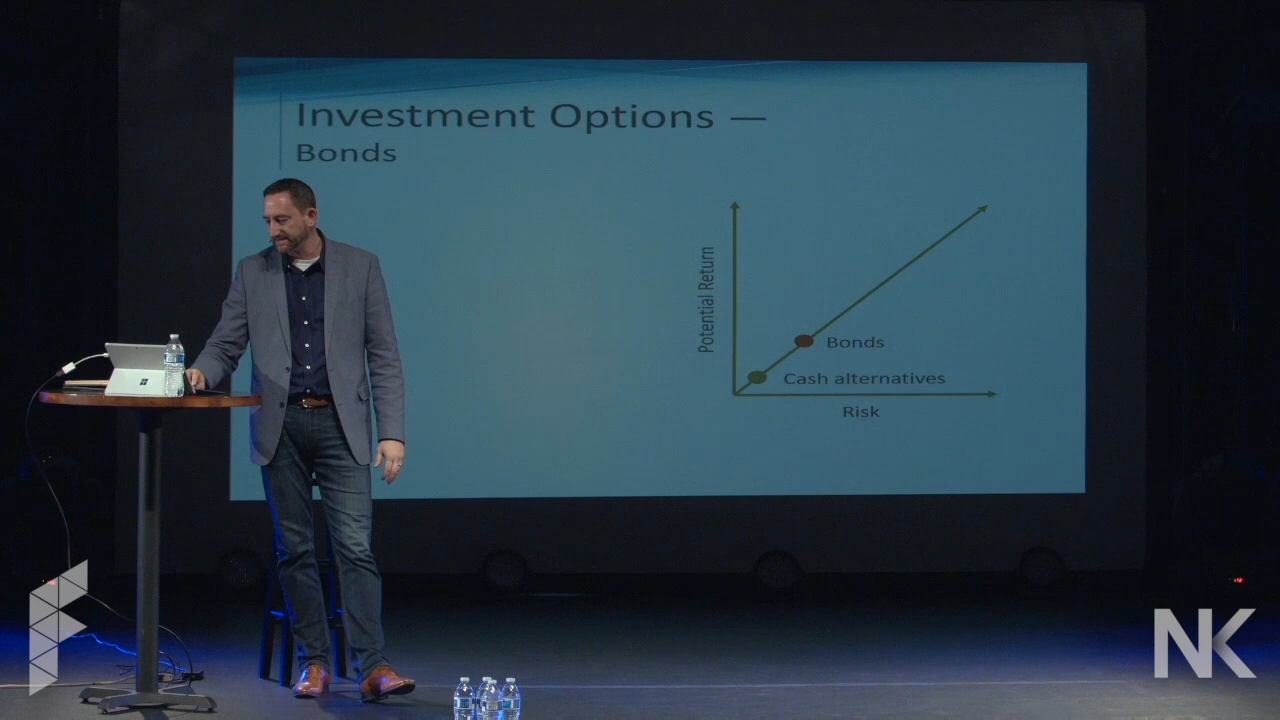 Investment Options —
Bonds
Potential Return
Bonds
Cash alternatives
Risk
F
NK